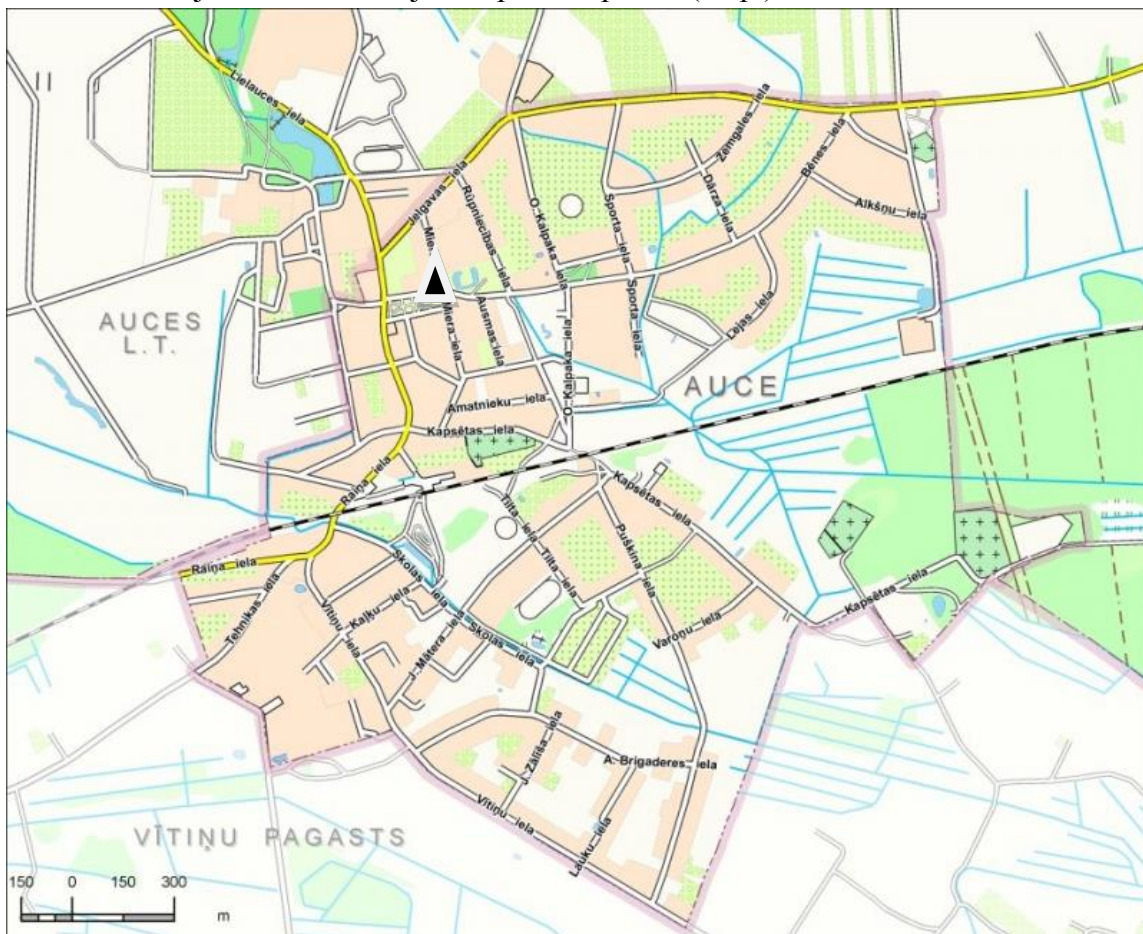 Lielauces iela
Jelgavas iela
Rūpniecības iela
O. Kalpaka iela
Sporta iela
Dārza iela
Zemgales iela
Bēnes iela
Alkšņu iela
Sporta iela
Lejas iela
Miera iela
Ausmas iela
O. Kalpaka iela
AUCES
L.T.
AUCE
Amatnieku iela
Kapsētas iela
Raiņa iela
Kapsētas iela
Tilta iela
Tilta iela
Puškina iela
Raiņa iela
Tehnikas iela
Vītiņu iela
Kaļķu iela
Skolas iela
J. Mātera iela
Skolas iela
Varoņu iela
Kapsētas iela
J. Zālīša iela
A. Brigaderes iela
Vītiņu iela
Lauku iela
VĪTIŅU PAGASTS
150 0 150 300
m